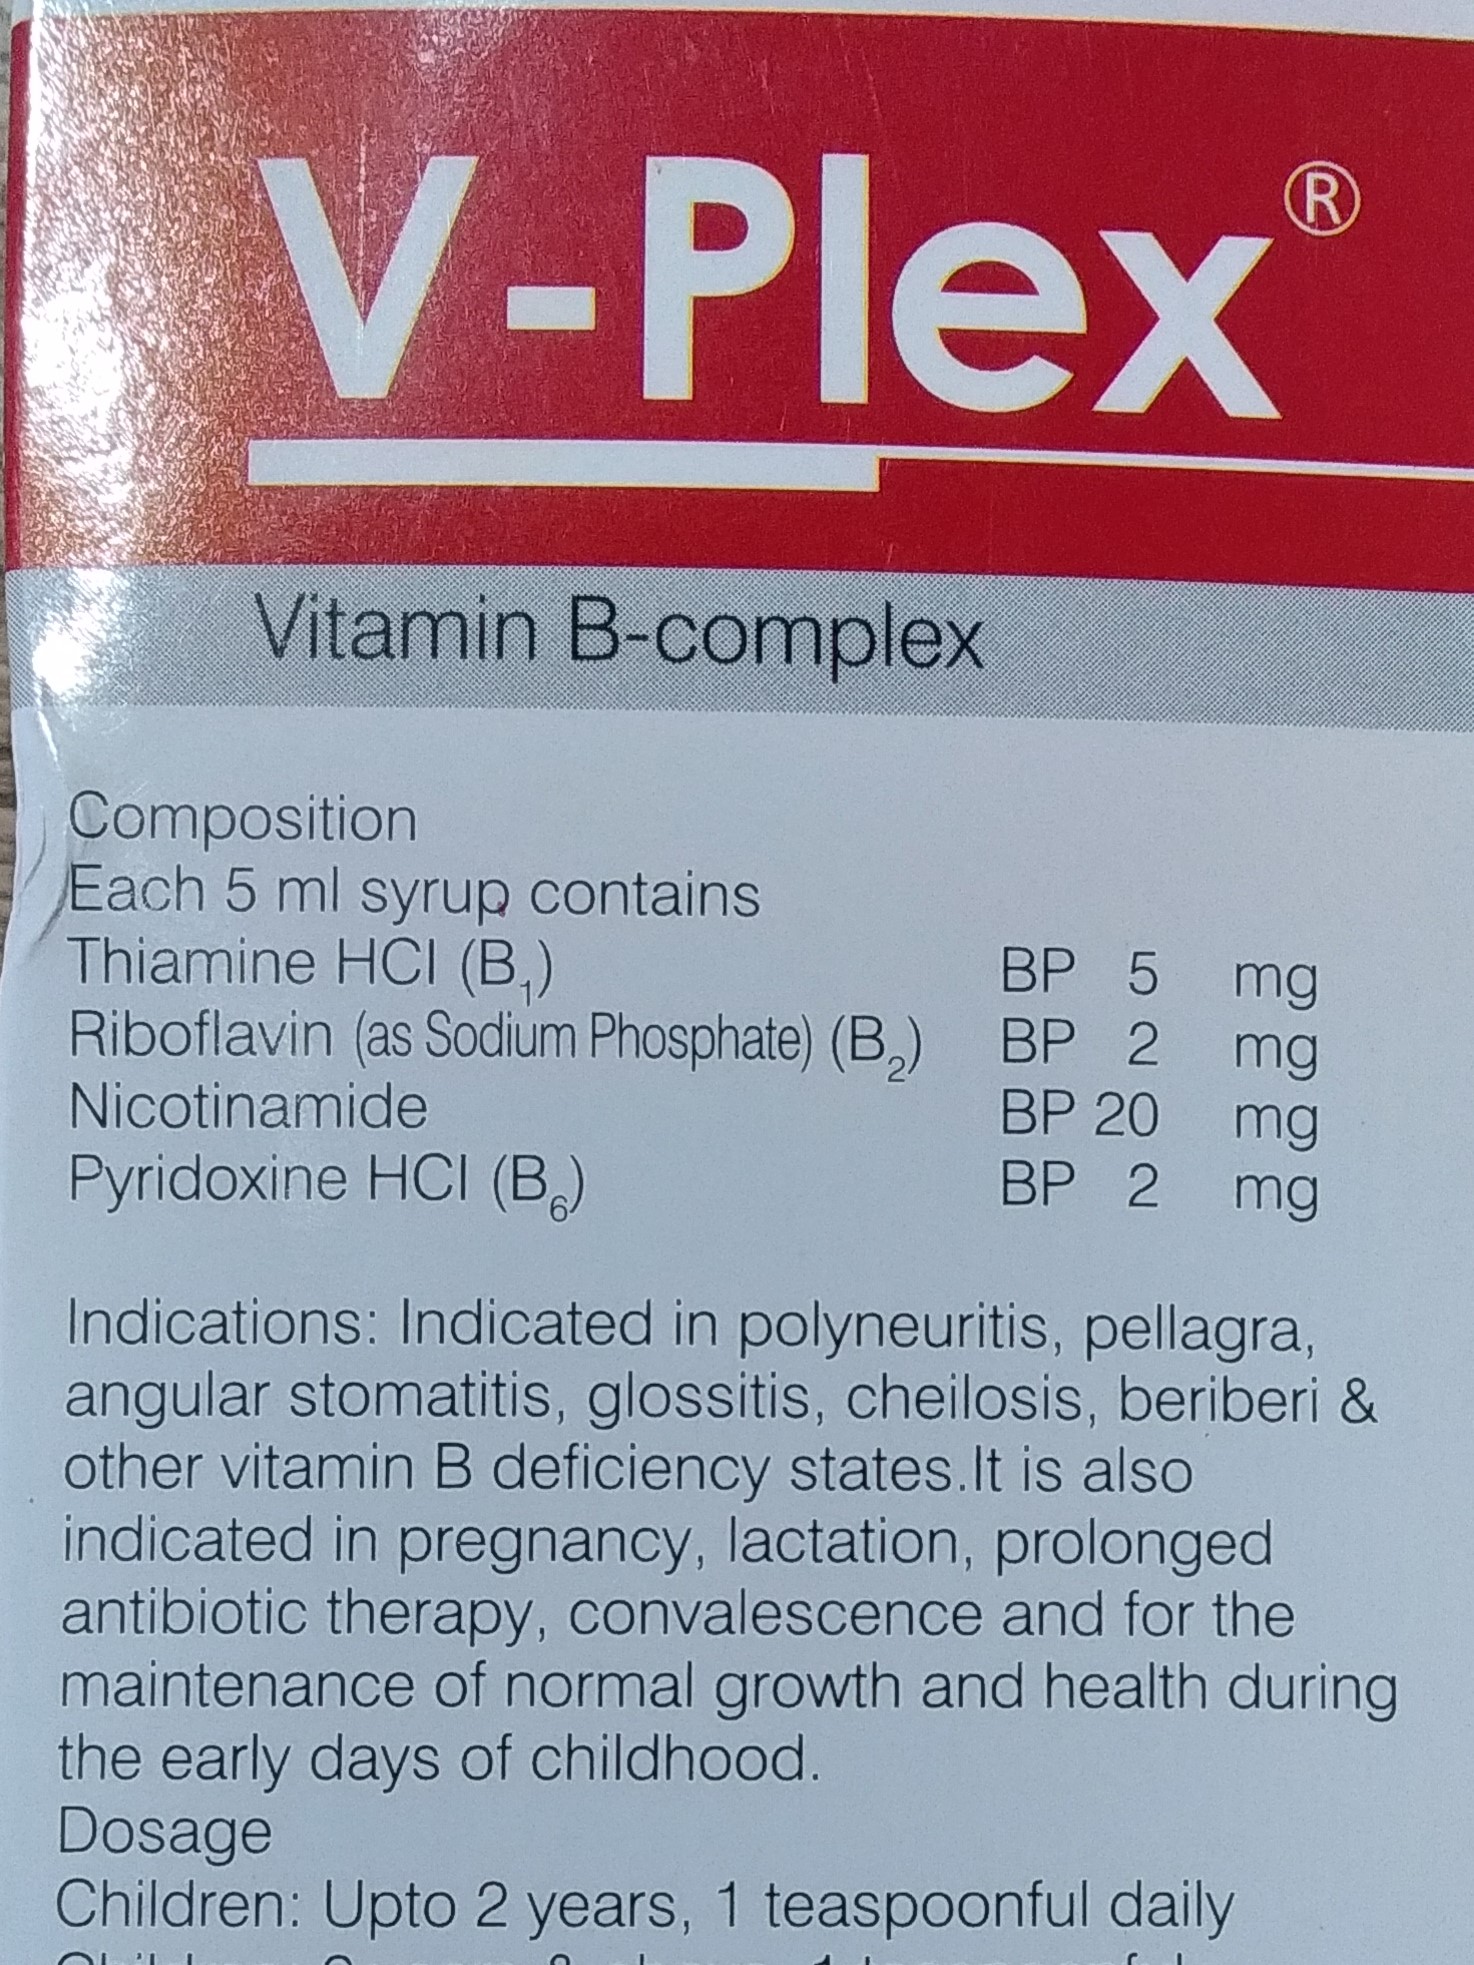 V-Plex®
Vitamin B-complex
Composition
Each 5 ml syrup contains
Thiamine HCl (B₁) BP 5 mg
Riboflavin (as Sodium Phosphate) (B₂) BP 2 mg
Nicotinamide BP 20 mg
Pyridoxine HCl (B₆) BP 2 mg
Indications: Indicated in polyneuritis, pellagra,
angular stomatitis, glossitis, cheilosis, beriberi &
other vitamin B deficiency states.It is also
indicated in pregnancy, lactation, prolonged
antibiotic therapy, convalescence and for the
maintenance of normal growth and health during
the early days of childhood.
Dosage
Children: Upto 2 years, 1 teaspoonful daily